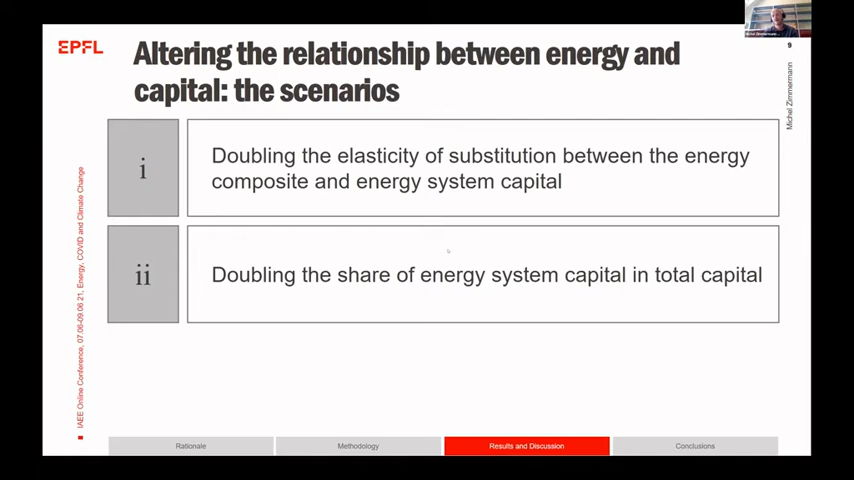 EPFL
Altering the relationship between energy and
capital: the scenarios
9
Michel Zimmermann
i
Doubling the elasticity of substitution between the energy
composite and energy system capital
ii
Doubling the share of energy system capital in total capital
IAEE Online Conference, 07.06-09.06 21, Energy, COVID and Climate Change
Rationale
Methodology
Results and Discussion
Conclusions